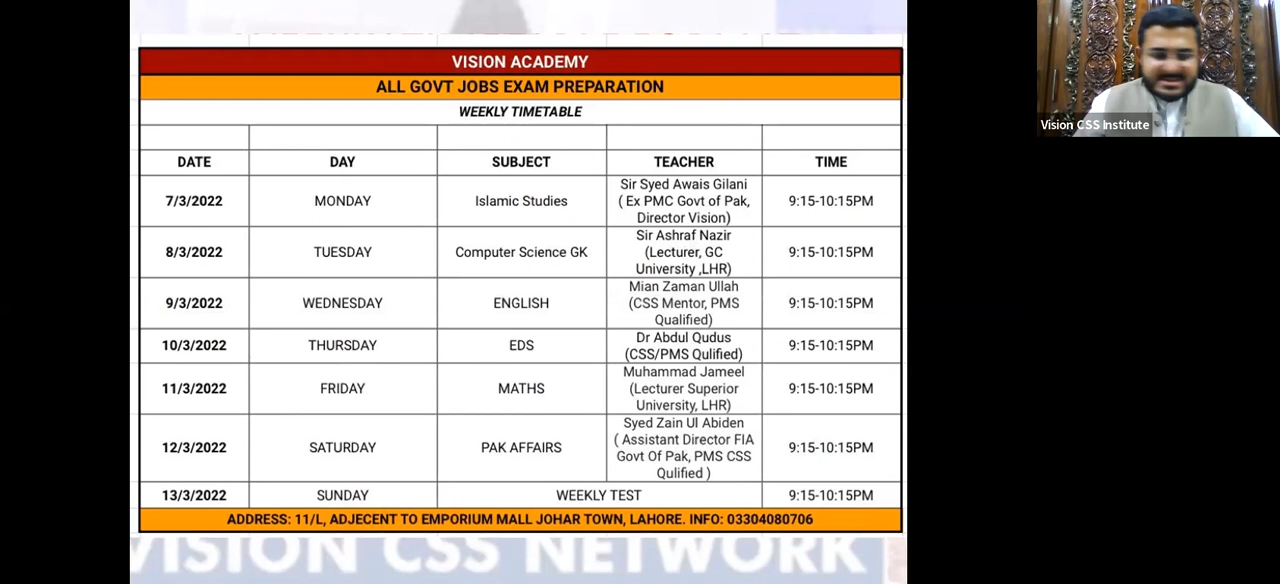 VISION ACADEMY
ALL GOVT JOBS EXAM PREPARATION
WEEKLY TIMETABLE
DATE DAY SUBJECT TEACHER TIME
7/3/2022 MONDAY Islamic Studies Sir Syed Awais Gilani ( Ex PMC Govt of Pak, Director Vision) 9:15-10:15PM
8/3/2022 TUESDAY Computer Science GK Sir Ashraf Nazir (Lecturer, GC University ,LHR) 9:15-10:15PM
9/3/2022 WEDNESDAY ENGLISH Mian Zaman Ullah (CSS Mentor, PMS Qualified) 9:15-10:15PM
10/3/2022 THURSDAY EDS Dr Abdul Qudus (CSS/PMS Qulified) 9:15-10:15PM
11/3/2022 FRIDAY MATHS Muhammad Jameel (Lecturer Superior University, LHR) 9:15-10:15PM
12/3/2022 SATURDAY PAK AFFAIRS Syed Zain Ul Abiden ( Assistant Director FIA Govt Of Pak, PMS CSS Qulified ) 9:15-10:15PM
13/3/2022 SUNDAY WEEKLY TEST 9:15-10:15PM
ADDRESS: 11/L, ADJECENT TO EMPORIUM MALL JOHAR TOWN, LAHORE. INFO: 03304080706
VISION CSS NETWORK
Vision CSS Institute